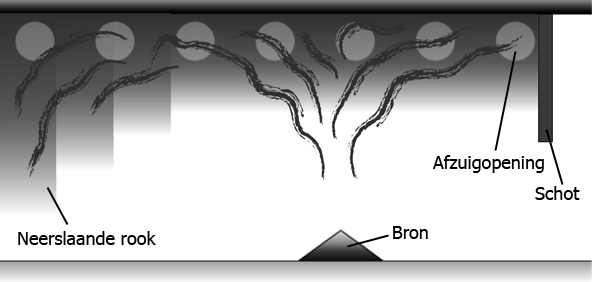 Afzuigopening
Schot
Bron
Neerslaande rook